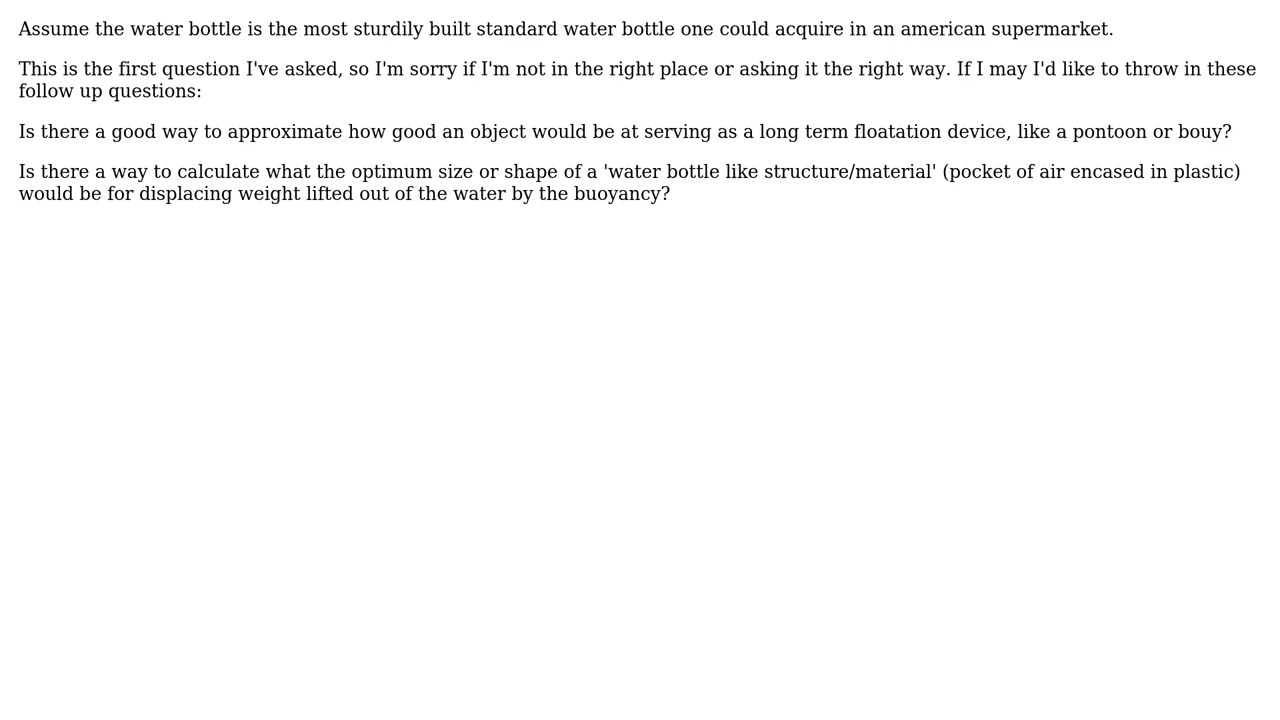 Assume the water bottle is the most sturdily built standard water bottle one could acquire in an american supermarket.
This is the first question I've asked, so I'm sorry if I'm not in the right place or asking it the right way. If I may I'd like to throw in these
follow up questions:
Is there a good way to approximate how good an object would be at serving as a long term floatation device, like a pontoon or bouy?
Is there a way to calculate what the optimum size or shape of a 'water bottle like structure/material' (pocket of air encased in plastic)
would be for displacing weight lifted out of the water by the buoyancy?